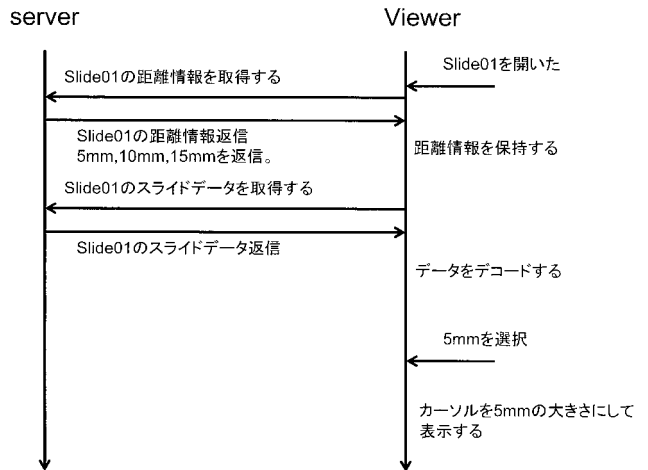 server
Viewer
Slide01を開いた
Slide01の距離情報を取得する
Slide01の距離情報返信
5mm,10mm,15mmを返信。
距離情報を保持する
Slide01のスライドデータを取得する
Slide01のスライドデータ返信
データをデコードする
5mmを選択
カーソルを5mmの大きさにして
表示する